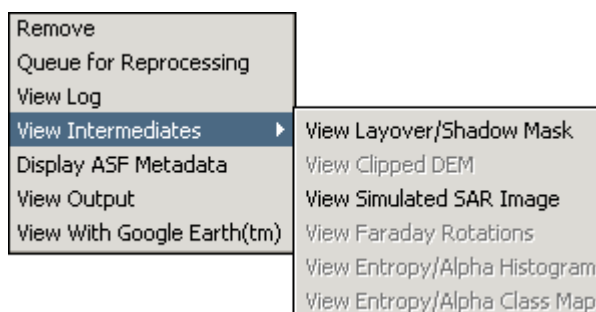 Remove
Queue for Reprocessing
View Log
View Intermediates
Display ASF Metadata
View Output
View With Google Earth(tm)
View Layover/Shadow Mask
View Clipped DEM
View Simulated SAR Image
View Faraday Rotations
View Entropy/Alpha Histogram
View Entropy/Alpha Class Map